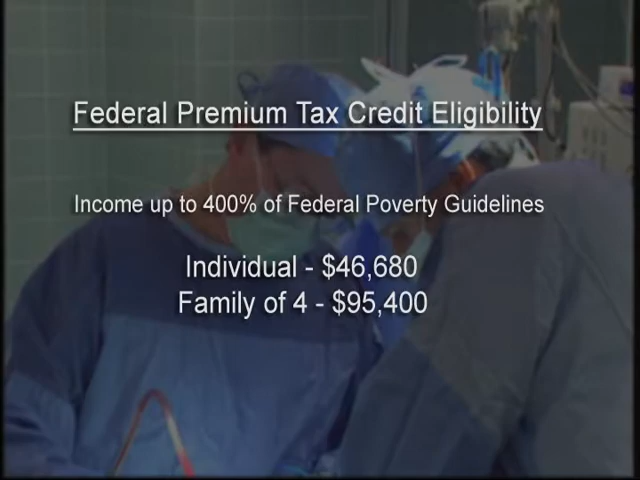 Federal Premium Tax Credit Eligibility
Income up to 400% of Federal Poverty Guidelines
Individual - $46,680
Family of 4 - $95,400